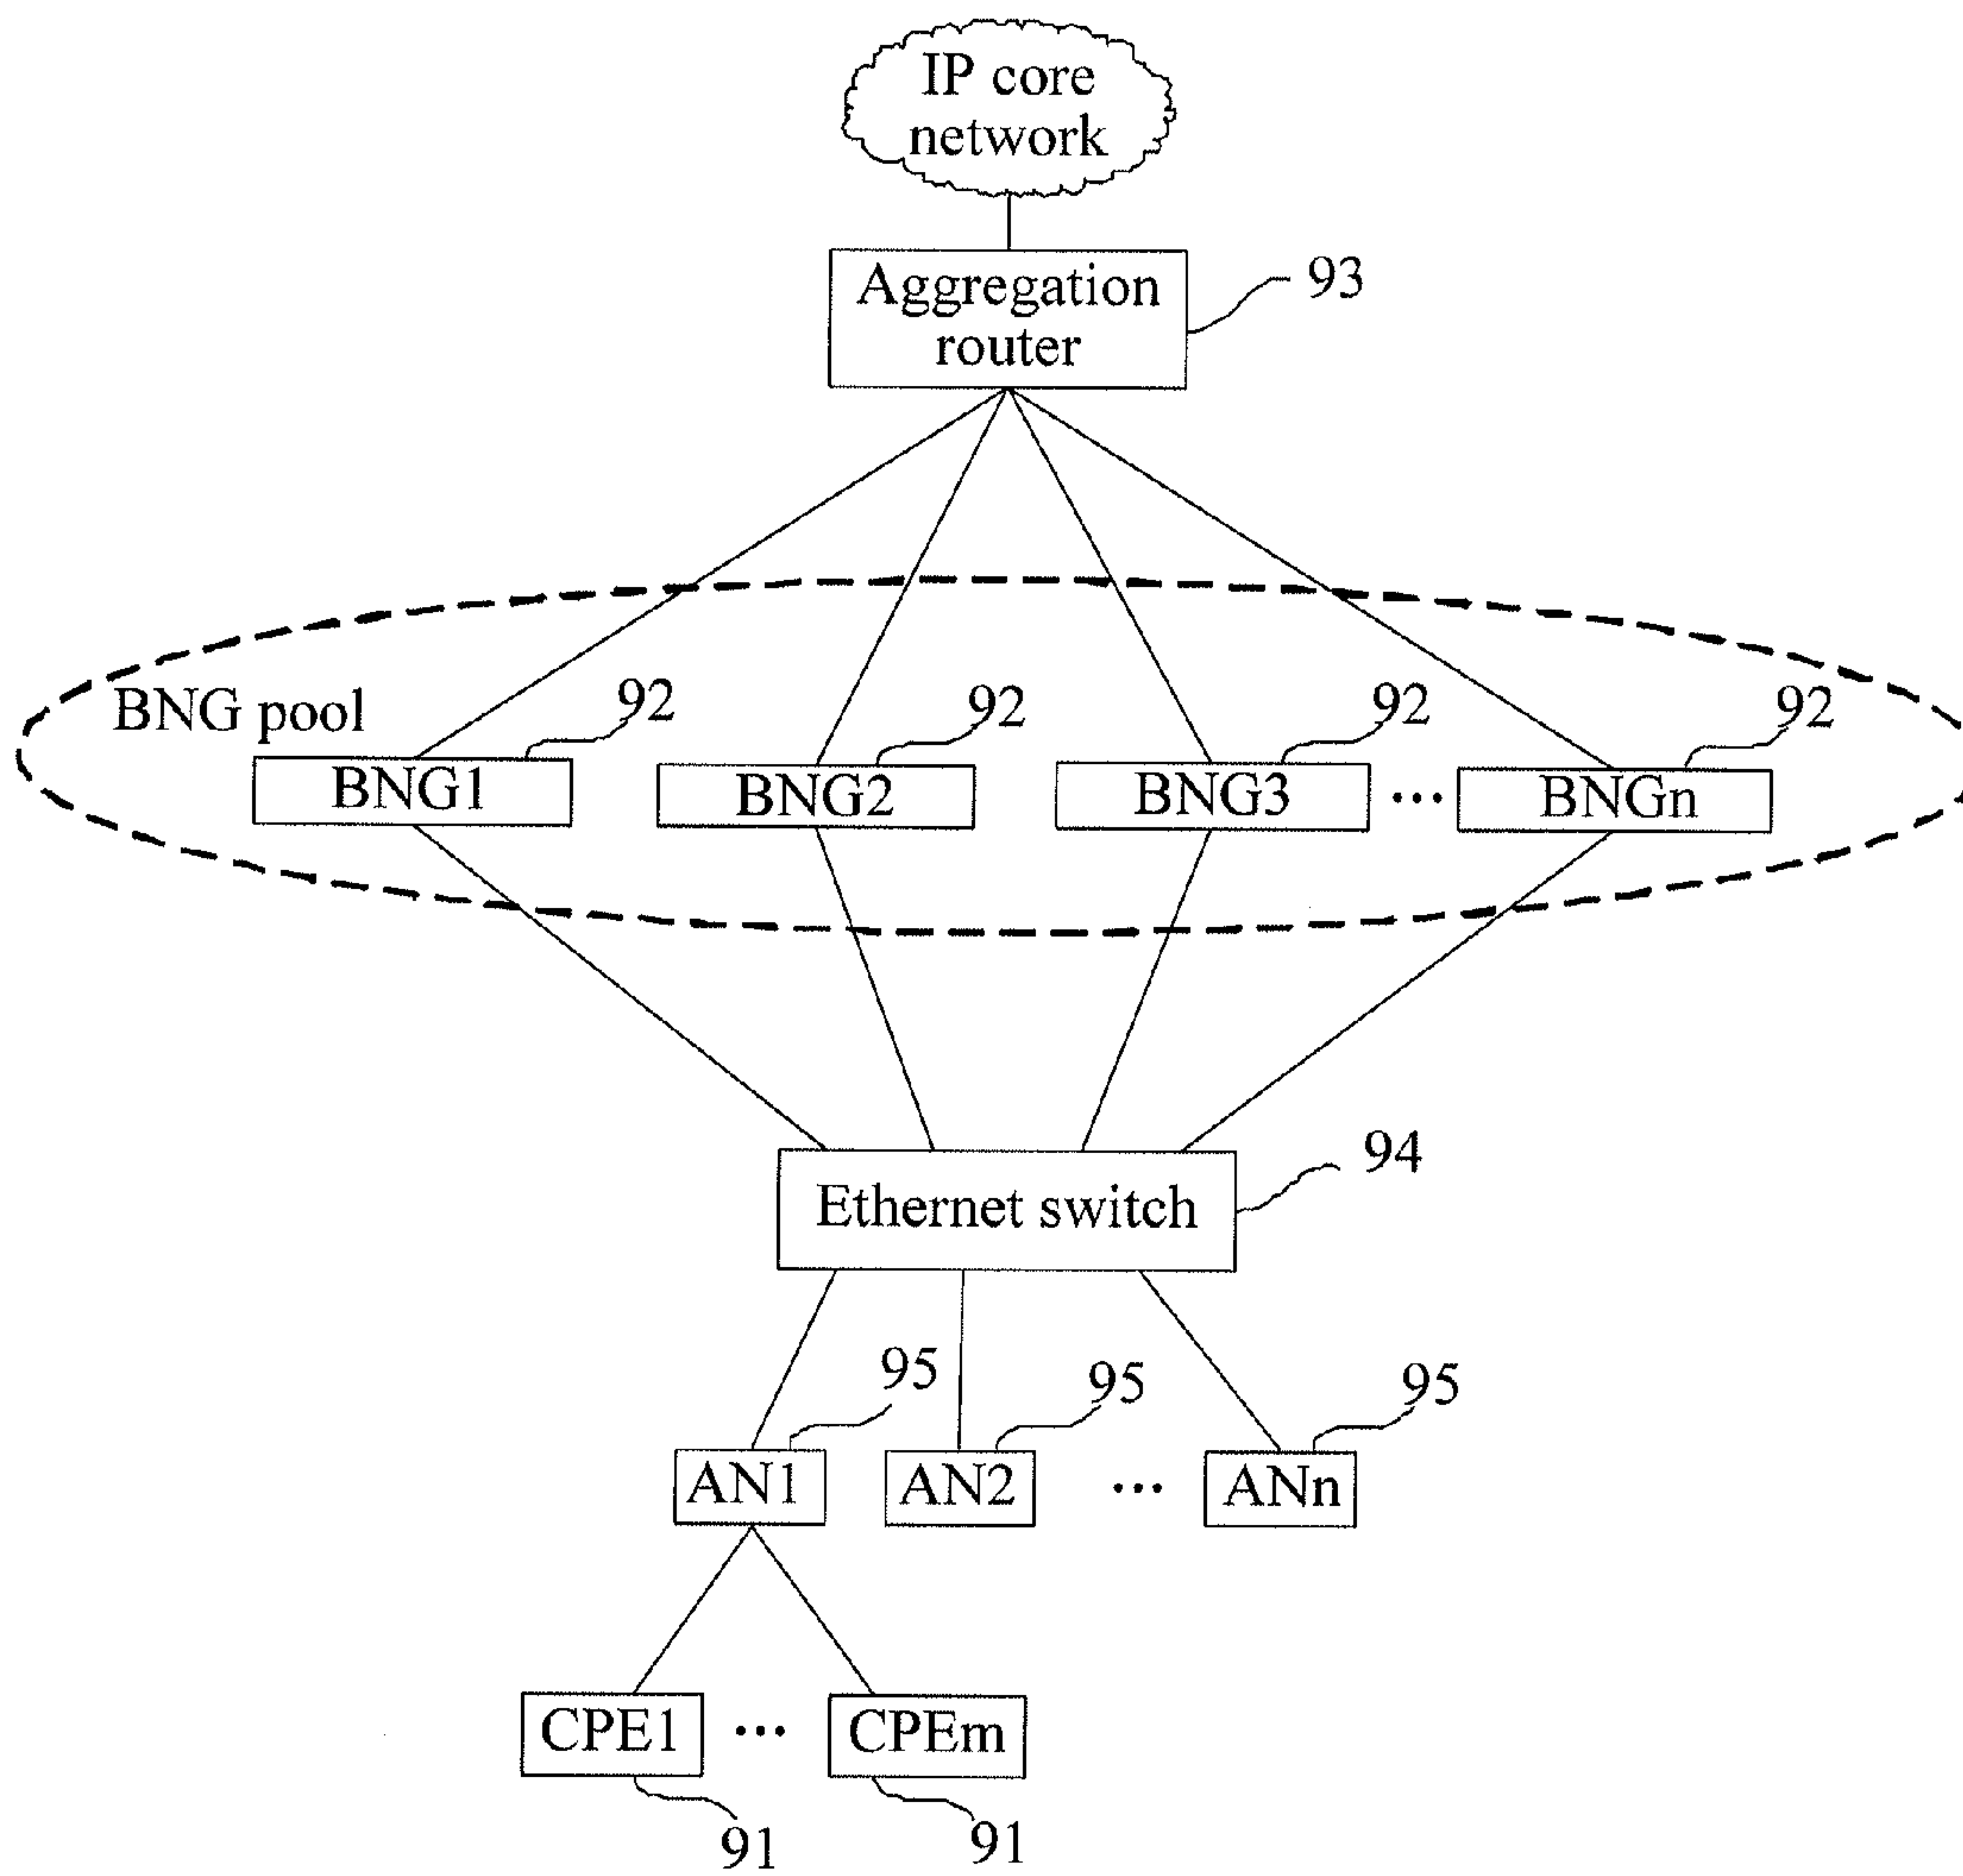 IP core
network
Aggregation
router
93
BNG pool
92
92
92
92
BNG1
BNG2
BNG3
...
BNGn
Ethernet switch
94
95
95
95
AN1
AN2
...
ANn
CPE1
...
CPEm
91
91